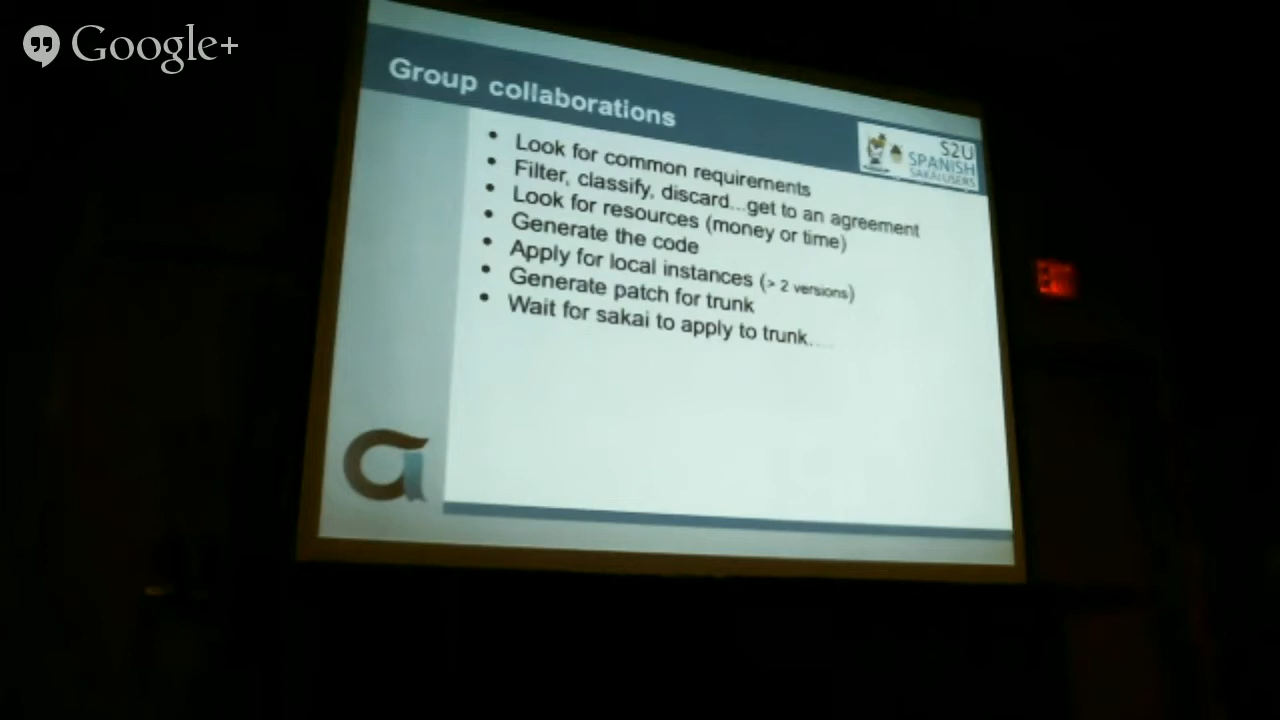 Google+
Group collaborations
S2U
SPANISH
SAKAI USERS
• Look for common requirements
• Filter, classify, discard...get to an agreement
• Look for resources (money or time)
• Generate the code
• Apply for local instances (> 2 versions)
• Generate patch for trunk
• Wait for sakai to apply to trunk.....